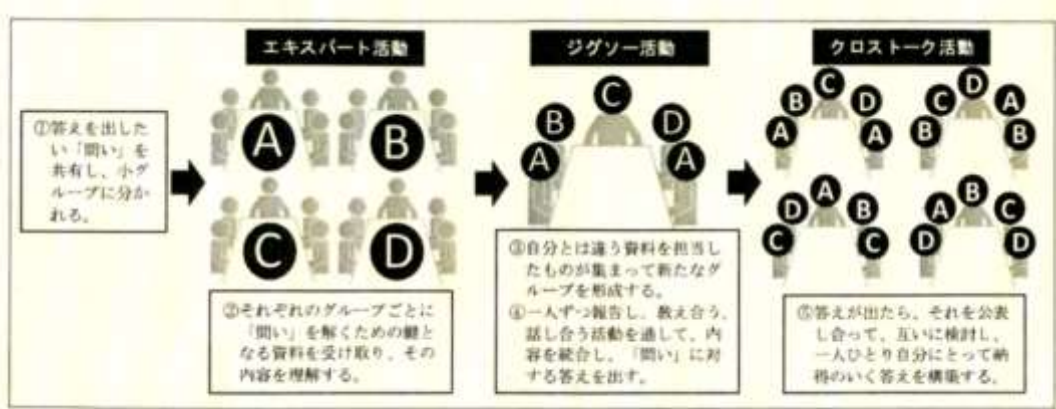 エキスパート活動
ジグソー活動
クロストーク活動
①答えを出した
い「問い」を
共有し、小グ
ループに分か
れる。
A
B
C
D
②それぞれのグループごとに
「問い」を解くための鍵と
なる資料を受け取り、その
内容を理解する。
C
B D
A A
③自分とは違う資料を担当し
たものが集まって新たなグ
ループを形成する。
④一人ずつ報告し、教え合う、
話し合う活動を通して、内
容を統合し、「問い」に対
する答えを出す。
C
B D
A A
D
C A
B B
A
D B
C C
B
A C
D D
⑤答えが出たら、それを公表
し合って、互いに検討し、
一人ひとり自分にとって納
得のいく答えを構築する。